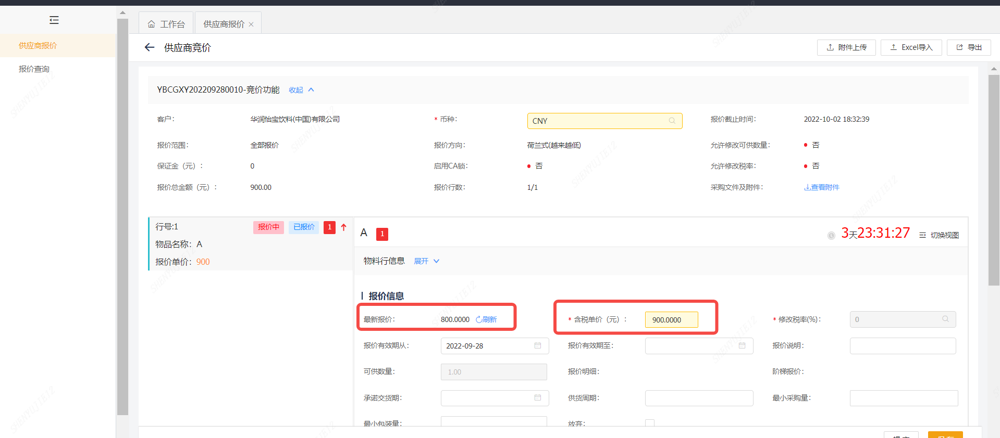 工作台
供应商报价
供应商报价
报价查询
供应商竞价
附件上传
Excel导入
导出
YBCGXY202209280010-竞价功能 收起
客户： 华润怡宝饮料(中国)有限公司 * 币种： CNY 报价截止时间： 2022-10-02 18:32:39
报价范围： 全部报价 报价方向： 荷兰式(越来越低) 允许修改可供数量： 否
保证金（元）： 0 启用CA锁： 否 允许修改税率： 否
报价总金额（元）： 900.00 报价行数： 1/1 采购文件及附件： 查看附件
行号:1 报价中 已报价 1
物品名称：A
报价单价：900
A 1 3天23:31:27 切换视图
物料行信息 展开
报价信息
最新报价： 800.0000 刷新 * 含税单价（元）： 900.0000 * 修改税率(%)： 0
报价有效期从： 2022-09-28 报价有效期至： 报价说明：
可供数量： 1.00 报价明细： 阶梯报价：
承诺交货期： 供货周期： 最小采购量：
最小包装量： 放弃：
SHENYUJIE12